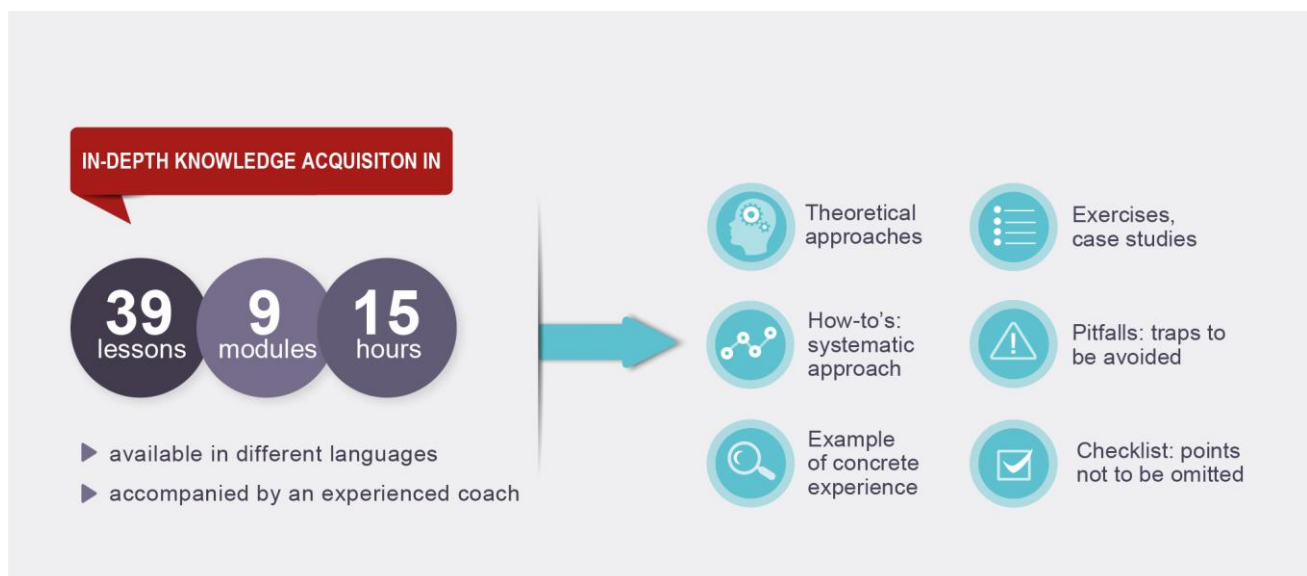 IN-DEPTH KNOWLEDGE ACQUISITON IN
39
lessons
9
modules
15
hours
available in different languages
accompanied by an experienced coach
Theoretical
approaches
How-to's:
systematic
approach
Example
of concrete
experience
Exercises,
case studies
Pitfalls: traps to
be avoided
Checklist: points
not to be omitted